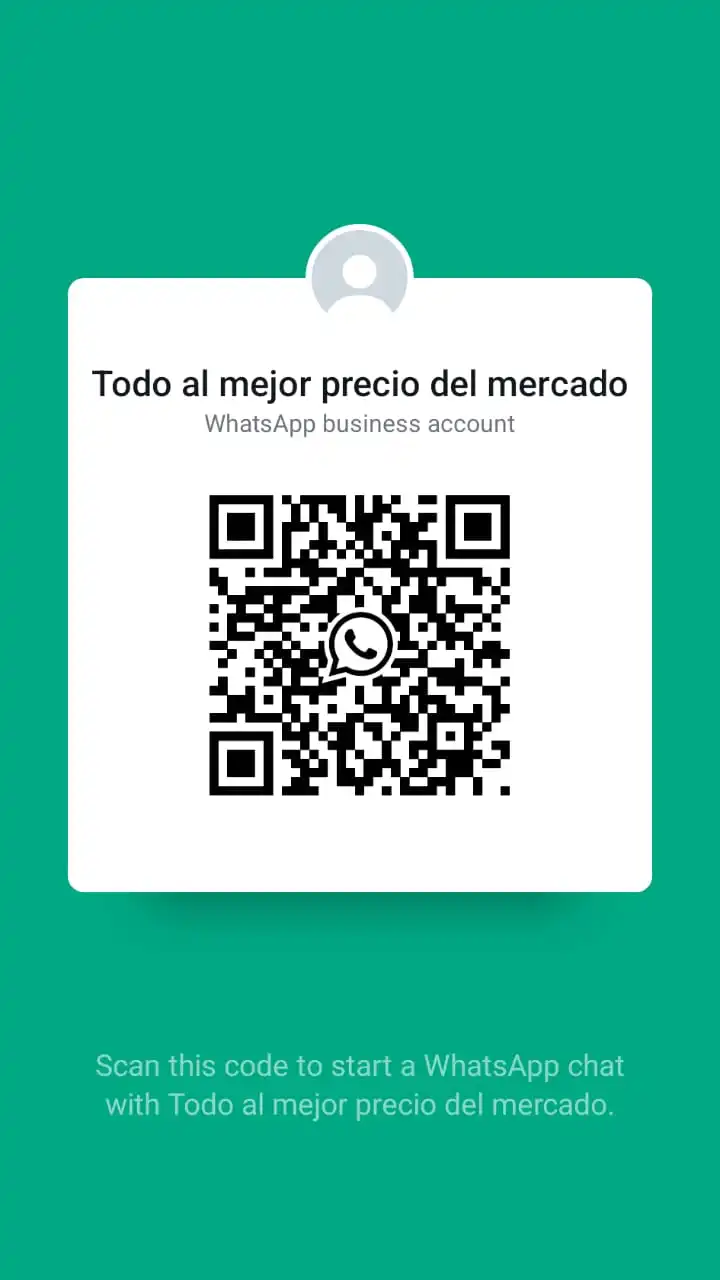 Todo al mejor precio del mercado
WhatsApp business account
Scan this code to start a WhatsApp chat
with Todo al mejor precio del mercado.